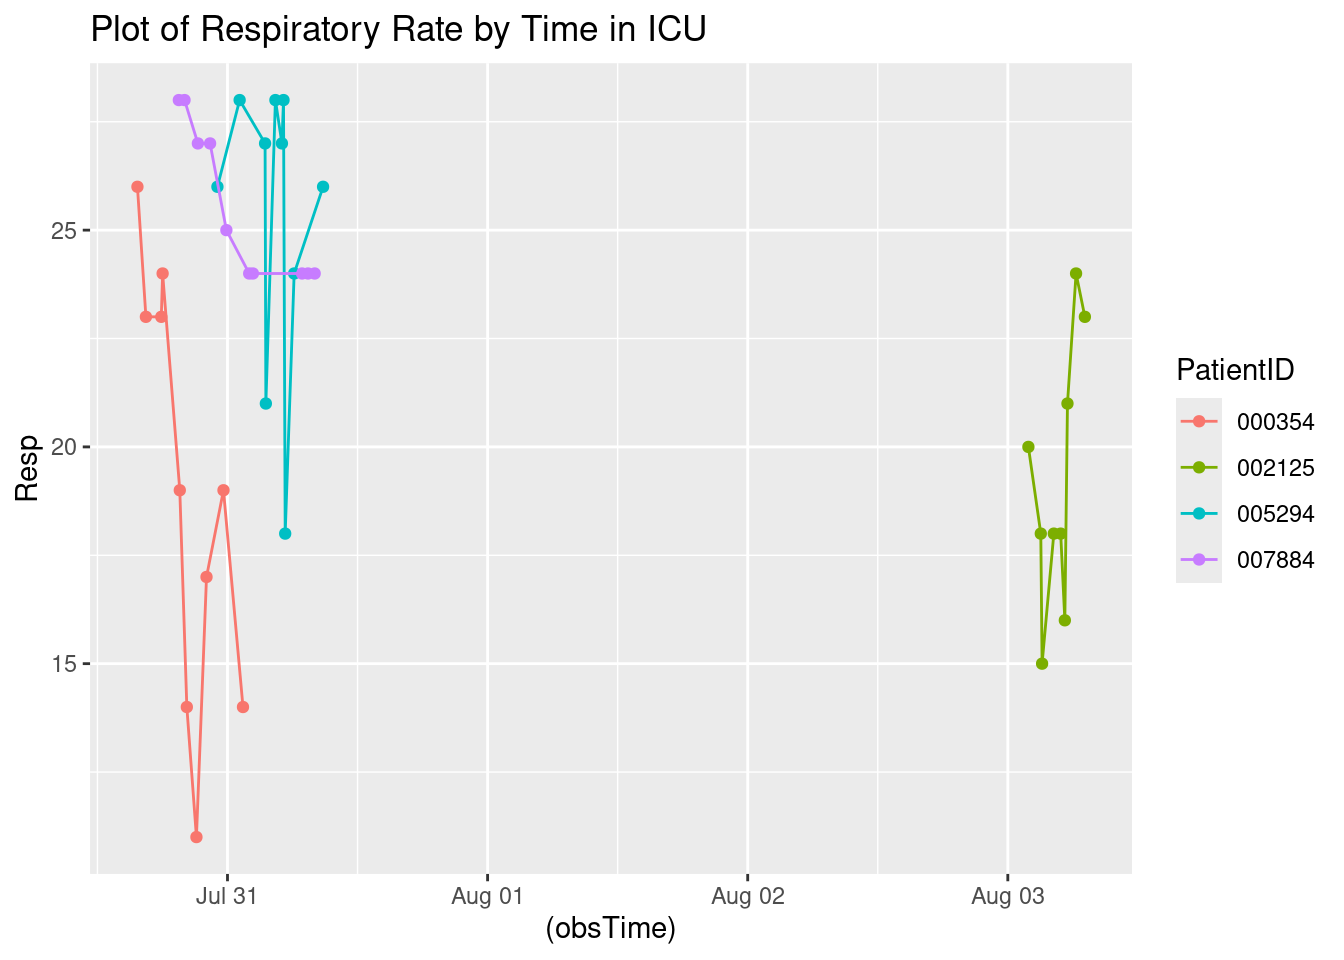 Plot of Respiratory Rate by Time in ICU
25
20
15
Resp
Jul 31
Aug 01
Aug 02
Aug 03
(obsTime)
PatientID
000354
002125
005294
007884